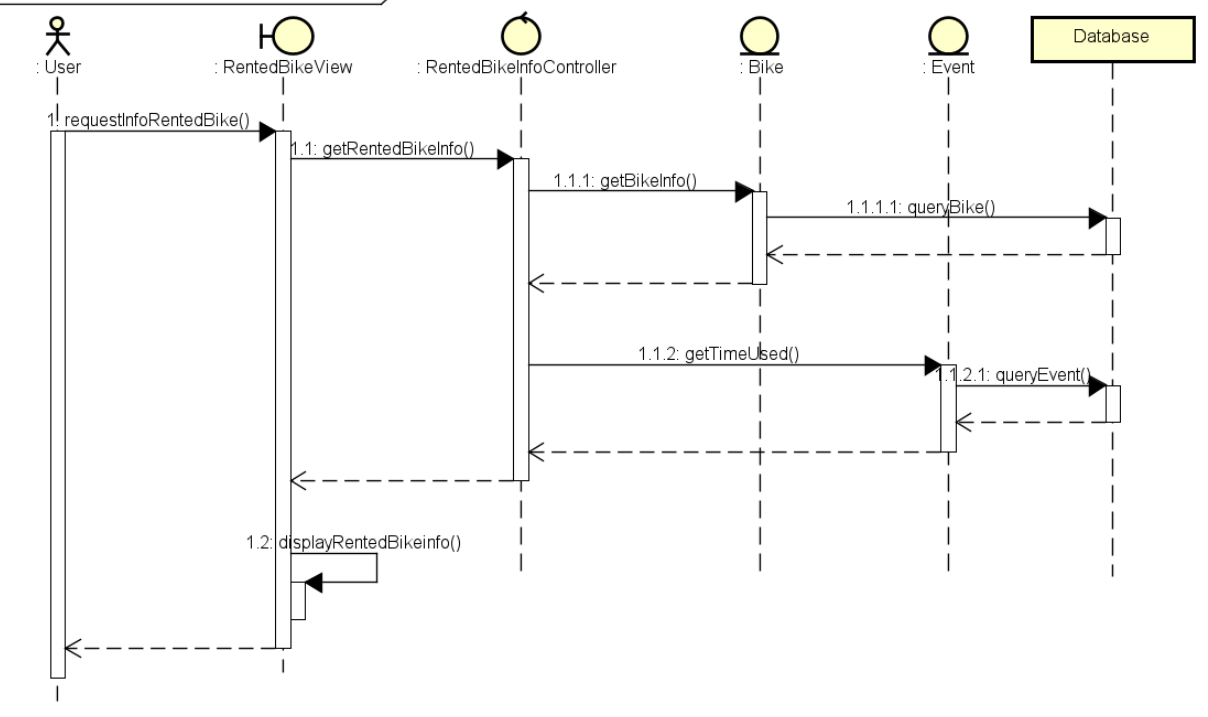 Database
: User
: RentedBikeView
: RentedBikeInfoController
: Bike
: Event
1: requestInfoRentedBike()
1.1: getRentedBikeInfo()
1.1.1: getBikeInfo()
1.1.1.1: queryBike()
1.1.2: getTimeUsed()
1.1.2.1: queryEvent()
1.2: displayRentedBikeinfo()